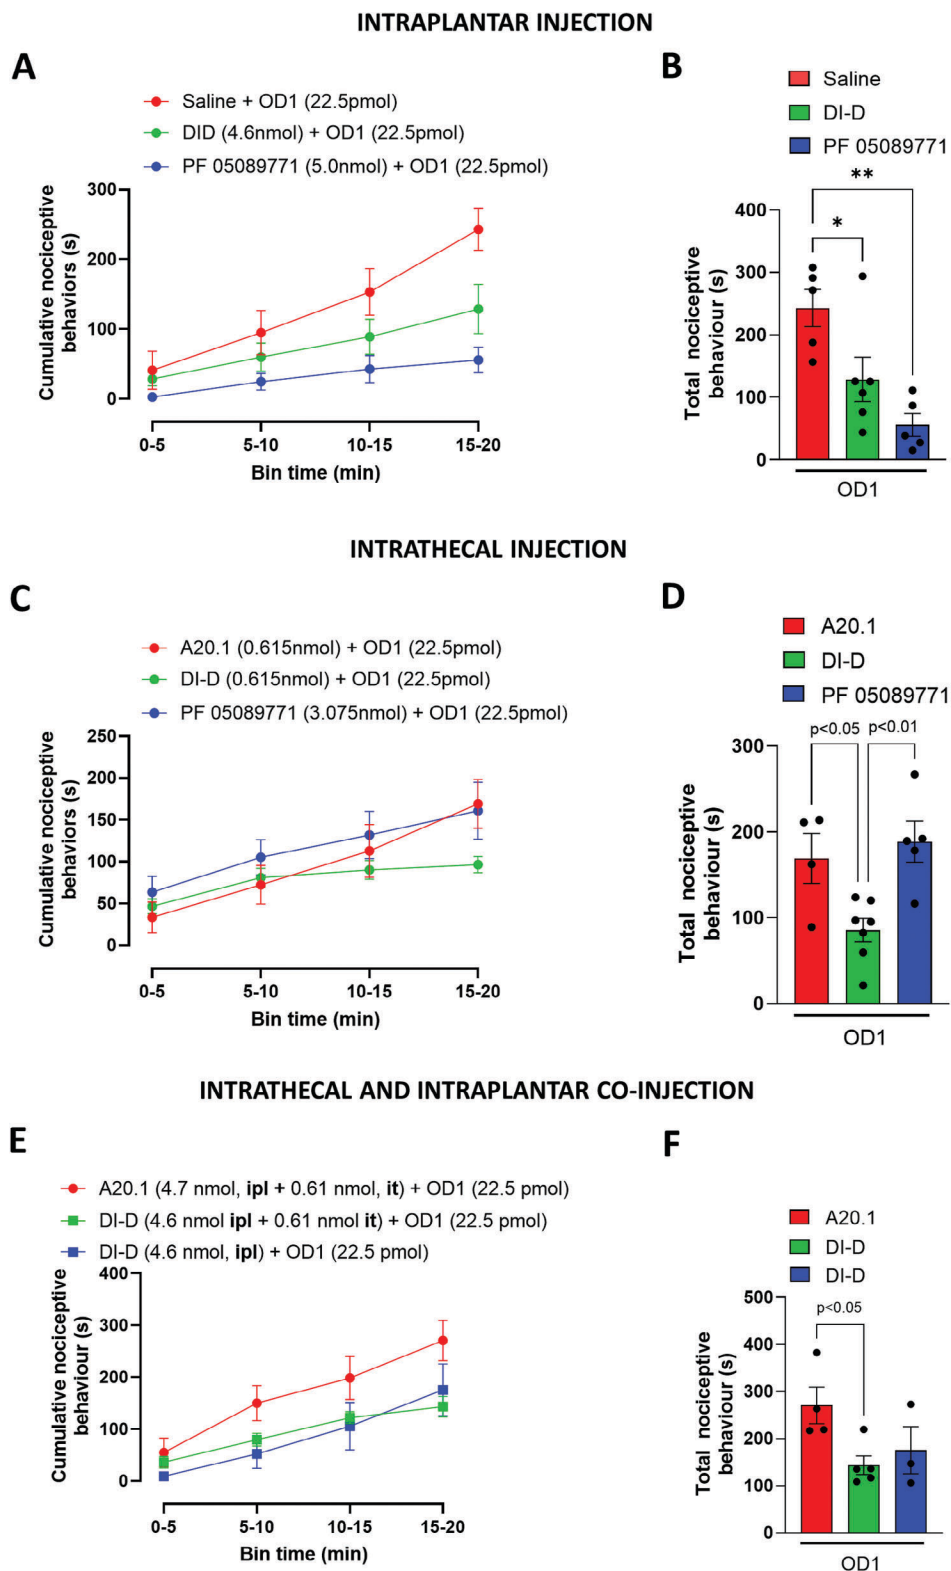 INTRAPLANTAR INJECTION
A
Saline + OD1 (22.5pmol)
DID (4.6nmol) + OD1 (22.5pmol)
PF 05089771 (5.0nmol) + OD1 (22.5pmol)
Cumulative nociceptive
behaviors (s)
300
200
100
0
0-5
5-10
10-15
15-20
Bin time (min)
B
Saline
DI-D
PF 05089771
**
*
Total nociceptive
behaviour (s)
400
300
200
100
0
OD1
INTRATHECAL INJECTION
C
A20.1 (0.615nmol) + OD1 (22.5pmol)
DI-D (0.615nmol) + OD1 (22.5pmol)
PF 05089771 (3.075nmol) + OD1 (22.5pmol)
Cumulative nociceptive
behaviors (s)
250
200
150
100
50
0
0-5
5-10
10-15
15-20
Bin time (min)
D
A20.1
DI-D
PF 05089771
p<0.05
p<0.01
Total nociceptive
behaviour (s)
300
200
100
0
OD1
INTRATHECAL AND INTRAPLANTAR CO-INJECTION
E
A20.1 (4.7 nmol, ipl + 0.61 nmol, it) + OD1 (22.5 pmol)
DI-D (4.6 nmol ipl + 0.61 nmol it) + OD1 (22.5 pmol)
DI-D (4.6 nmol, ipl) + OD1 (22.5 pmol)
Cumulative nociceptive
behaviour (s)
400
300
200
100
0
0-5
5-10
10-15
15-20
Bin time (min)
F
A20.1
DI-D
DI-D
p<0.05
Total nociceptive
behaviour (s)
500
400
300
200
100
0
OD1